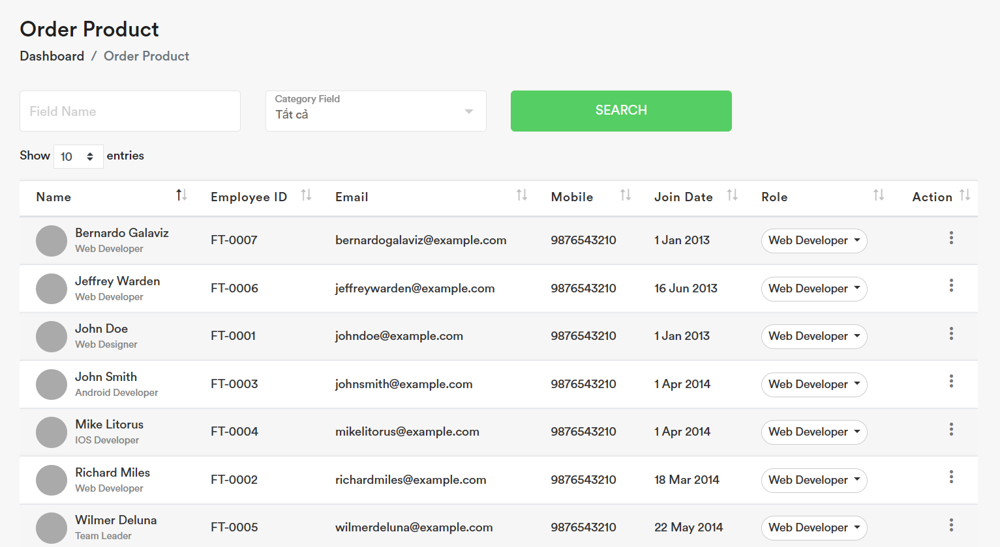 Order Product
Dashboard / Order Product
Field Name
Category Field
Tất cả
SEARCH
Show 10 entries
Name Employee ID Email Mobile Join Date Role Action
Bernardo Galaviz
Web Developer
FT-0007 bernardogalaviz@example.com 9876543210 1 Jan 2013 Web Developer
Jeffrey Warden
Web Developer
FT-0006 jeffreywarden@example.com 9876543210 16 Jun 2013 Web Developer
John Doe
Web Designer
FT-0001 johndoe@example.com 9876543210 1 Jan 2013 Web Developer
John Smith
Android Developer
FT-0003 johnsmith@example.com 9876543210 1 Apr 2014 Web Developer
Mike Litorus
IOS Developer
FT-0004 mikelitorus@example.com 9876543210 1 Apr 2014 Web Developer
Richard Miles
Web Developer
FT-0002 richardmiles@example.com 9876543210 18 Mar 2014 Web Developer
Wilmer Deluna
Team Leader
FT-0005 wilmerdeluna@example.com 9876543210 22 May 2014 Web Developer